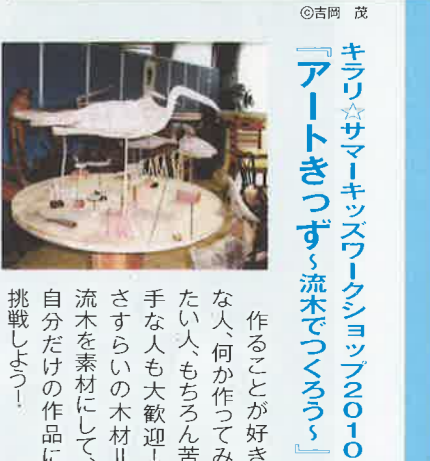 ©吉岡 茂
キラリ☆サマーキッズワークショップ2010
『アートきっず~流木でつくろう~』
作ることが好き
な人、何か作ってみ
たい人、もちろん苦
手な人も大歓迎!
さすらいの木材=
流木を素材にして、
自分だけの作品に
挑戦しよう!